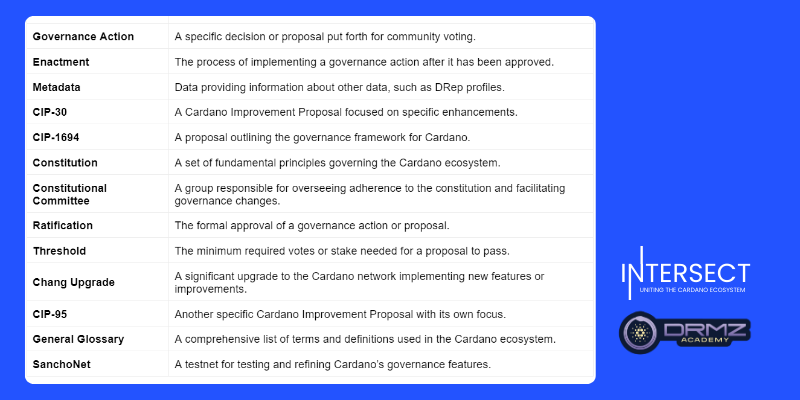 Governance Action A specific decision or proposal put forth for community voting.
Enactment The process of implementing a governance action after it has been approved.
Metadata Data providing information about other data, such as DRep profiles.
CIP-30 A Cardano Improvement Proposal focused on specific enhancements.
CIP-1694 A proposal outlining the governance framework for Cardano.
Constitution A set of fundamental principles governing the Cardano ecosystem.
Constitutional A group responsible for overseeing adherence to the constitution and facilitating
Committee governance changes.
Ratification The formal approval of a governance action or proposal.
Threshold The minimum required votes or stake needed for a proposal to pass.
Chang Upgrade A significant upgrade to the Cardano network implementing new features or
improvements.
CIP-95 Another specific Cardano Improvement Proposal with its own focus.
General Glossary A comprehensive list of terms and definitions used in the Cardano ecosystem.
SanchoNet A testnet for testing and refining Cardano's governance features.
INTERSECT
UNITING THE CARDANO ECOSYSTEM
DRMZ
ACADEMY